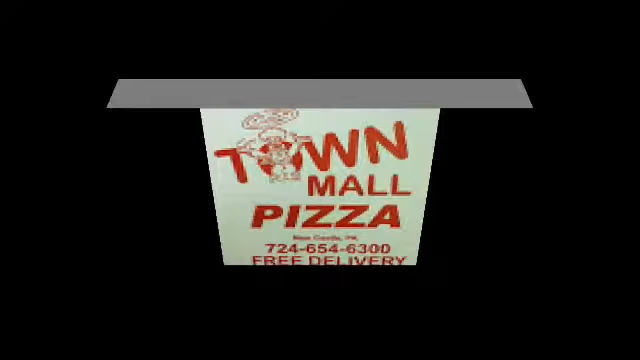 TOWN
MALL
PIZZA
New Castle, PA.
724-654-6300
FREE DELIVERY